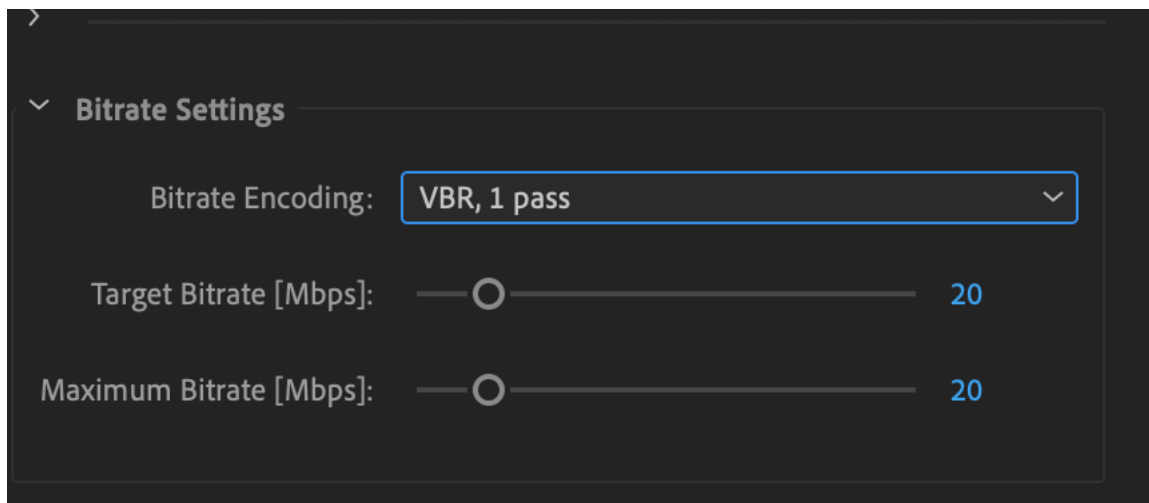 Bitrate Settings
Bitrate Encoding: VBR, 1 pass
Target Bitrate [Mbps]: 20
Maximum Bitrate [Mbps]: 20